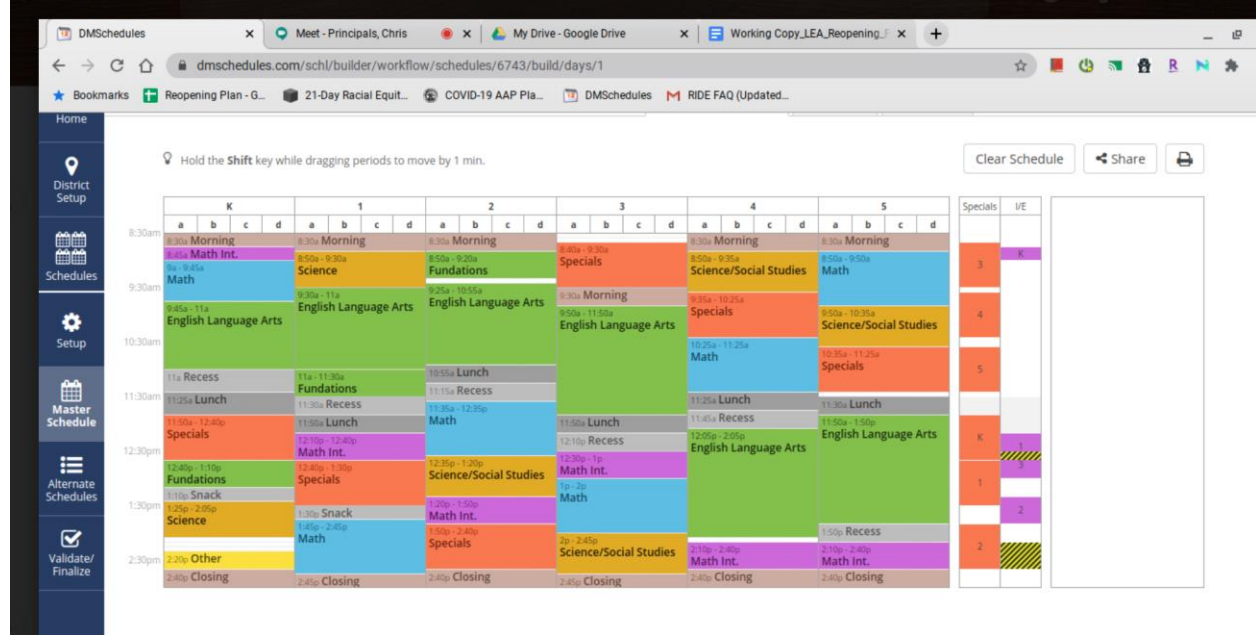 DMSchedules
Meet - Principals, Chris
My Drive - Google Drive
Working Copy_LEA_Reopening_F
dmschedules.com/schl/builder/workflow/schedules/6743/build/days/1
Bookmarks
Reopening Plan - G...
21-Day Racial Equit...
COVID-19 AAP Pla...
DMSchedules
RIDE FAQ (Updated...
Home
District Setup
Schedules
Setup
Master Schedule
Alternate Schedules
Validate/ Finalize
Hold the Shift key while dragging periods to move by 1 min.
Clear Schedule
Share
8:30am
9:30am
10:30am
11:30am
12:30pm
1:30pm
2:30pm
K
a b c d
8:30a Morning
8:45a Math Int.
9a - 9:45a
Math
9:45a - 11a
English Language Arts
11a Recess
11:25a Lunch
11:50a - 12:40p
Specials
12:40p - 1:10p
Fundations
1:10p Snack
1:25p - 2:05p
Science
2:20p Other
2:40p Closing
1
a b c d
8:30a Morning
8:50a - 9:30a
Science
9:30a - 11a
English Language Arts
11a - 11:30a
Fundations
11:30a Recess
11:50a Lunch
12:10p - 12:40p
Math Int.
12:40p - 1:30p
Specials
1:30p Snack
1:45p - 2:45p
Math
2:45p Closing
2
a b c d
8:30a Morning
8:50a - 9:20a
Fundations
9:25a - 10:55a
English Language Arts
10:55a Lunch
11:15a Recess
11:35a - 12:35p
Math
12:35p - 1:20p
Science/Social Studies
1:20p - 1:50p
Math Int.
1:50p - 2:40p
Specials
2:40p Closing
3
a b c d
8:40a - 9:30a
Specials
9:30a Morning
9:50a - 11:50a
English Language Arts
11:50a Lunch
12:10p Recess
12:30p - 1p
Math Int.
1p - 2p
Math
2p - 2:45p
Science/Social Studies
2:45p Closing
4
a b c d
8:30a Morning
8:50a - 9:35a
Science/Social Studies
9:35a - 10:25a
Specials
10:25a - 11:25a
Math
11:25a Lunch
11:45a Recess
12:05p - 2:05p
English Language Arts
2:10p - 2:40p
Math Int.
2:40p Closing
5
a b c d
8:30a Morning
8:50a - 9:50a
Math
9:50a - 10:35a
Science/Social Studies
10:35a - 11:25a
Specials
11:30a Lunch
11:50a - 1:50p
English Language Arts
1:50p Recess
2:10p - 2:40p
Math Int.
2:40p Closing
Specials
3
4
5
K
1
2
I/E
K
1
3
2